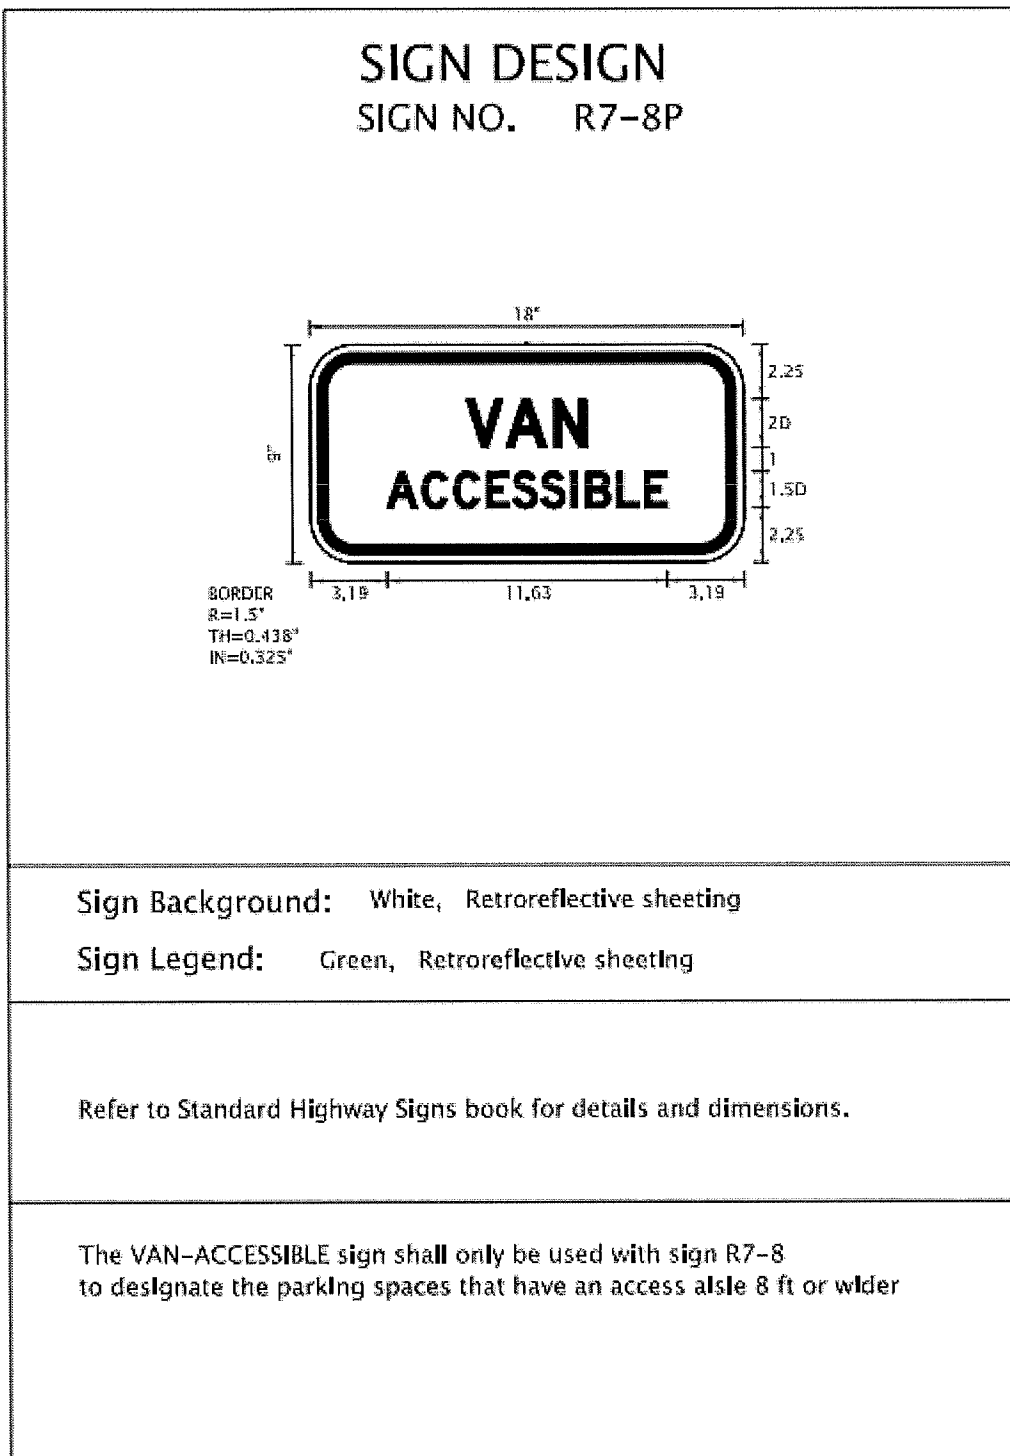 SIGN DESIGN
SIGN NO. R7-8P
18"
2.25
VAN
2D
9"
1
ACCESSIBLE
1.5D
2.25
3.19 11.63 3.19
BORDER
R=1.5"
TH=0.438"
IN=0.325"
Sign Background: White, Retroreflective sheeting
Sign Legend: Green, Retroreflective sheeting
Refer to Standard Highway Signs book for details and dimensions.
The VAN-ACCESSIBLE sign shall only be used with sign R7-8
to designate the parking spaces that have an access aisle 8 ft or wider